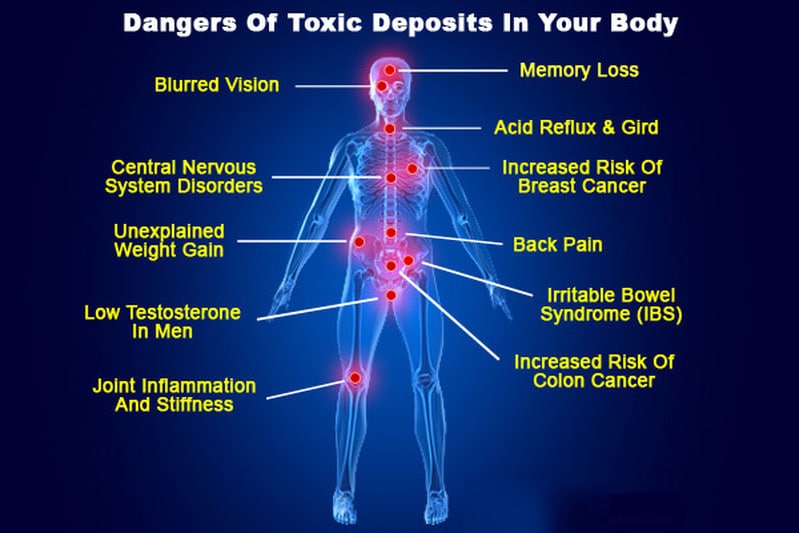 Dangers Of Toxic Deposits In Your Body
Memory Loss
Blurred Vision
Acid Reflux & Gird
Central Nervous
System Disorders
Increased Risk Of
Breast Cancer
Unexplained
Weight Gain
Back Pain
Irritable Bowel
Syndrome (IBS)
Low Testosterone
In Men
Increased Risk Of
Colon Cancer
Joint Inflammation
And Stiffness